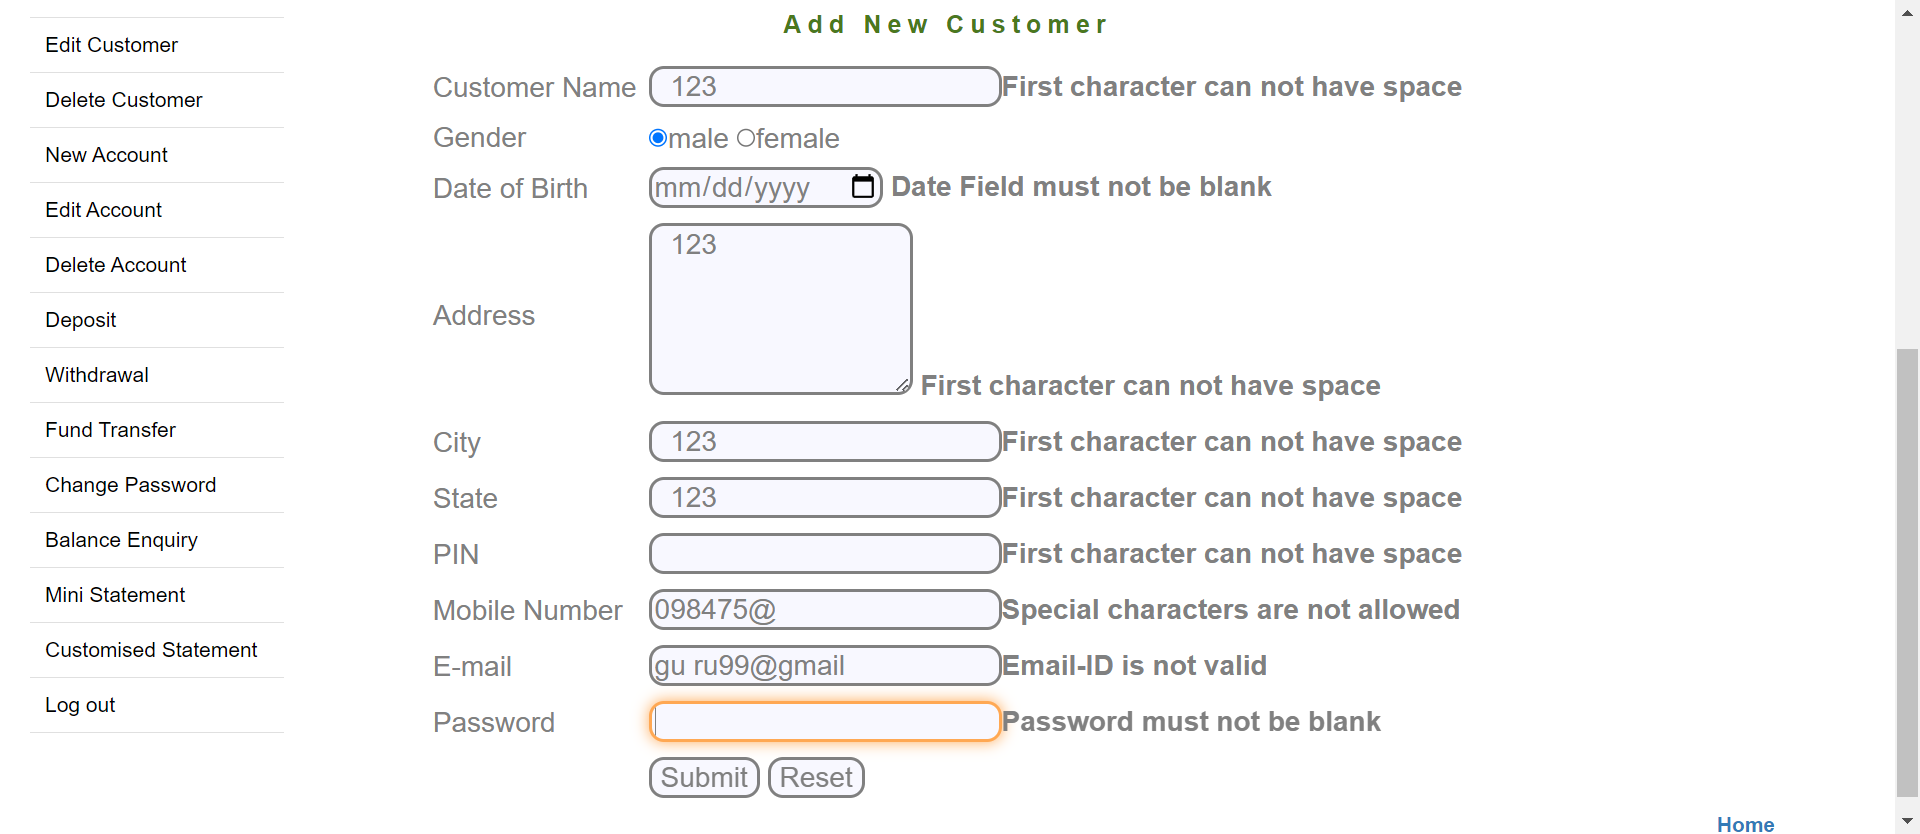 Edit Customer
Delete Customer
New Account
Edit Account
Delete Account
Deposit
Withdrawal
Fund Transfer
Change Password
Balance Enquiry
Mini Statement
Customised Statement
Log out
Add New Customer
Customer Name 123 First character can not have space
Gender male female
Date of Birth mm/dd/yyyy Date Field must not be blank
Address 123 First character can not have space
City 123 First character can not have space
State 123 First character can not have space
PIN First character can not have space
Mobile Number 098475@ Special characters are not allowed
E-mail gu ru99@gmail Email-ID is not valid
Password Password must not be blank
Submit Reset
Home